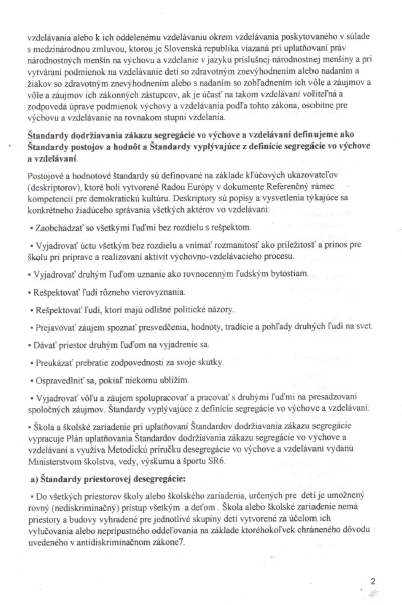 vzdelávania alebo k ich oddelenému vzdelávaniu okrem vzdelávania poskytovaného v súlade
s medzinárodnou zmluvou, ktorou je Slovenská republika viazaná pri uplatňovaní práv
národnostných menšín na výchovu a vzdelanie v jazyku príslušnej národnostnej menšiny a pri
vytváraní podmienok na vzdelávanie detí so zdravotným znevýhodnením alebo nadaním a
žiakov so zdravotným znevýhodnením alebo s nadaním so zohľadnením ich vôle a záujmov a
vôle a záujmov ich zákonných zástupcov, ak je účasť na takom vzdelávaní voliteľná a
zodpovedá úprave podmienok výchovy a vzdelávania podľa tohto zákona, osobitne pre
výchovu a vzdelávanie na rovnakom stupni vzdelania.
Štandardy dodržiavania zákazu segregácie vo výchove a vzdelávaní definujeme ako
Štandardy postojov a hodnôt a Štandardy vyplývajúce z definície segregácie vo výchove
a vzdelávaní.
Postojové a hodnotové štandardy sú definované na základe kľúčových ukazovateľov
(deskriptorov), ktoré boli vytvorené Radou Európy v dokumente Referenčný rámec
kompetencií pre demokratickú kultúru. Deskriptory sú popisy a vysvetlenia týkajúce sa
konkrétneho žiadúceho správania všetkých aktérov vo vzdelávaní:
• Zaobchádzať so všetkými ľuďmi bez rozdielu s rešpektom.
• Vyjadrovať úctu všetkým bez rozdielu a vnímať rozmanitosť ako príležitosť a prínos pre
školu pri príprave a realizovaní aktivít výchovno-vzdelávacieho procesu.
• Vyjadrovať druhým ľuďom uznanie ako rovnocenným ľudským bytostiam.
• Rešpektovať ľudí rôzneho vierovyznania.
• Rešpektovať ľudí, ktorí majú odlišné politické názory.
• Prejavovať záujem spoznať presvedčenia, hodnoty, tradície a pohľady druhých ľudí na svet.
• Dávať priestor druhým ľuďom na vyjadrenie sa.
• Preukázať prebratie zodpovednosti za svoje skutky.
• Ospravedlniť sa, pokiaľ niekomu ublížim.
• Vyjadrovať vôľu a záujem spolupracovať a pracovať s druhými ľuďmi na presadzovaní
spoločných záujmov. Štandardy vyplývajúce z definície segregácie vo výchove a vzdelávaní:
• Škola a školské zariadenie pri uplatňovaní Štandardov dodržiavania zákazu segregácie
vypracuje Plán uplatňovania Štandardov dodržiavania zákazu segregácie vo výchove a
vzdelávaní a využíva Metodickú príručku desegregácie vo výchove a vzdelávaní vydanú
Ministerstvom školstva, vedy, výskumu a športu SR6.
a) Štandardy priestorovej desegregácie:
• Do všetkých priestorov školy alebo školského zariadenia, určených pre deti je umožnený
rovný (nediskriminačný) prístup všetkým a deťom . Škola alebo školské zariadenie nemá
priestory a budovy vyhradené pre jednotlivé skupiny detí vytvorené za účelom ich
vylučovania alebo neprípustného oddeľovania na základe ktoréhokoľvek chráneného dôvodu
uvedeného v antidiskriminačnom zákone7.
2